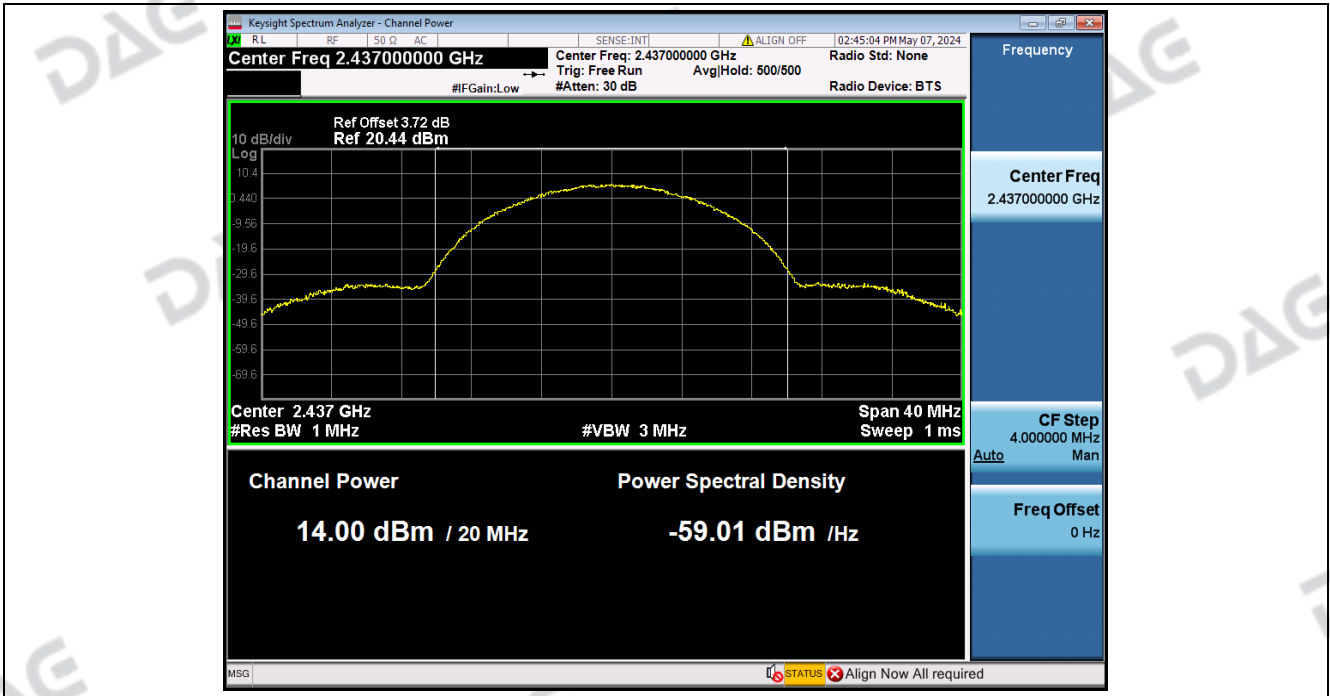 Keysight Spectrum Analyzer - Channel Power
LXI RL RF 50 Ω AC SENSE:INT ALIGN OFF 02:45:04 PM May 07, 2024
Center Freq 2.437000000 GHz
#IFGain:Low
Center Freq: 2.437000000 GHz
Trig: Free Run Avg|Hold: 500/500
#Atten: 30 dB
Radio Std: None
Radio Device: BTS
Ref Offset 3.72 dB
10 dB/div Ref 20.44 dBm
Log
10.4
0.440
-9.56
-19.6
-29.6
-39.6
-49.6
-59.6
-69.6
Center 2.437 GHz Span 40 MHz
#Res BW 1 MHz #VBW 3 MHz Sweep 1 ms
Channel Power Power Spectral Density
14.00 dBm / 20 MHz -59.01 dBm /Hz
Frequency
Center Freq
2.437000000 GHz
CF Step
4.000000 MHz
Auto Man
Freq Offset
0 Hz
MSG STATUS Align Now All required
DAG
DAG
DAG